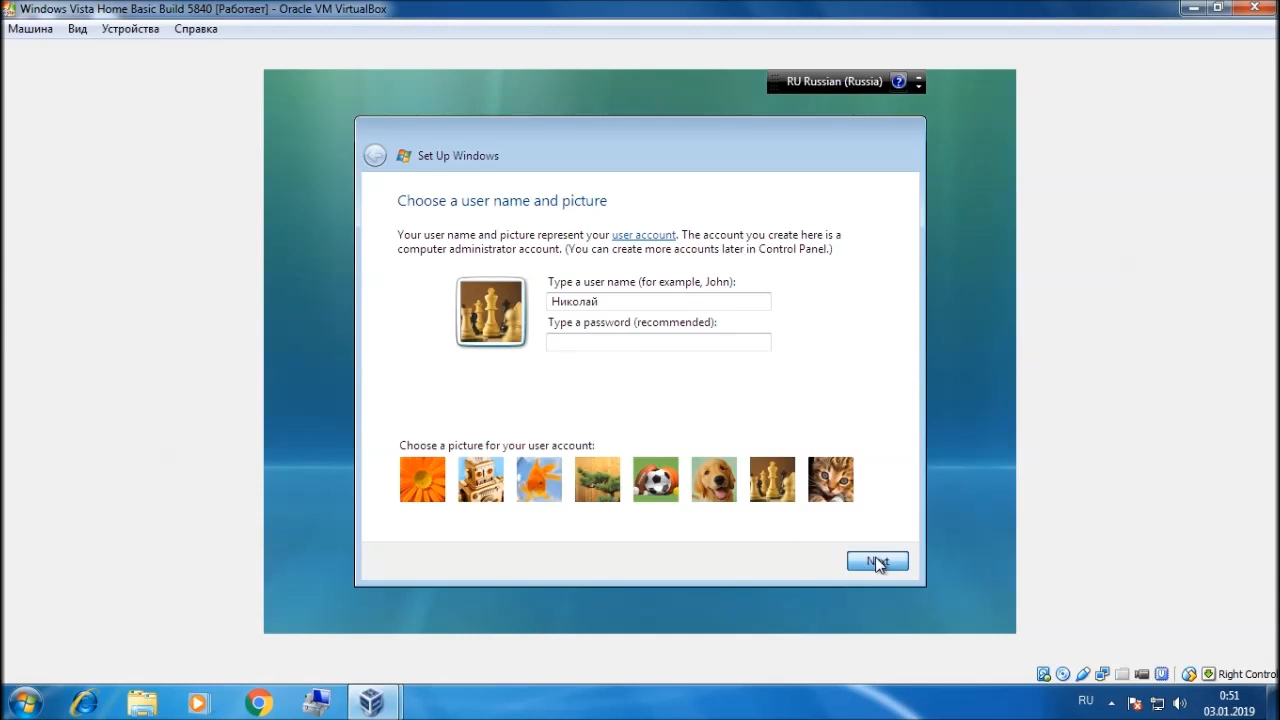 Windows Vista Home Basic Build 5840 [Работает] - Oracle VM VirtualBox
Машина Вид Устройства Справка
RU Russian (Russia)
Set Up Windows
Choose a user name and picture
Your user name and picture represent your user account. The account you create here is a
computer administrator account. (You can create more accounts later in Control Panel.)
Type a user name (for example, John):
Николай
Type a password (recommended):
Choose a picture for your user account:
Next
Right Contro
RU
0:51
03.01.2019